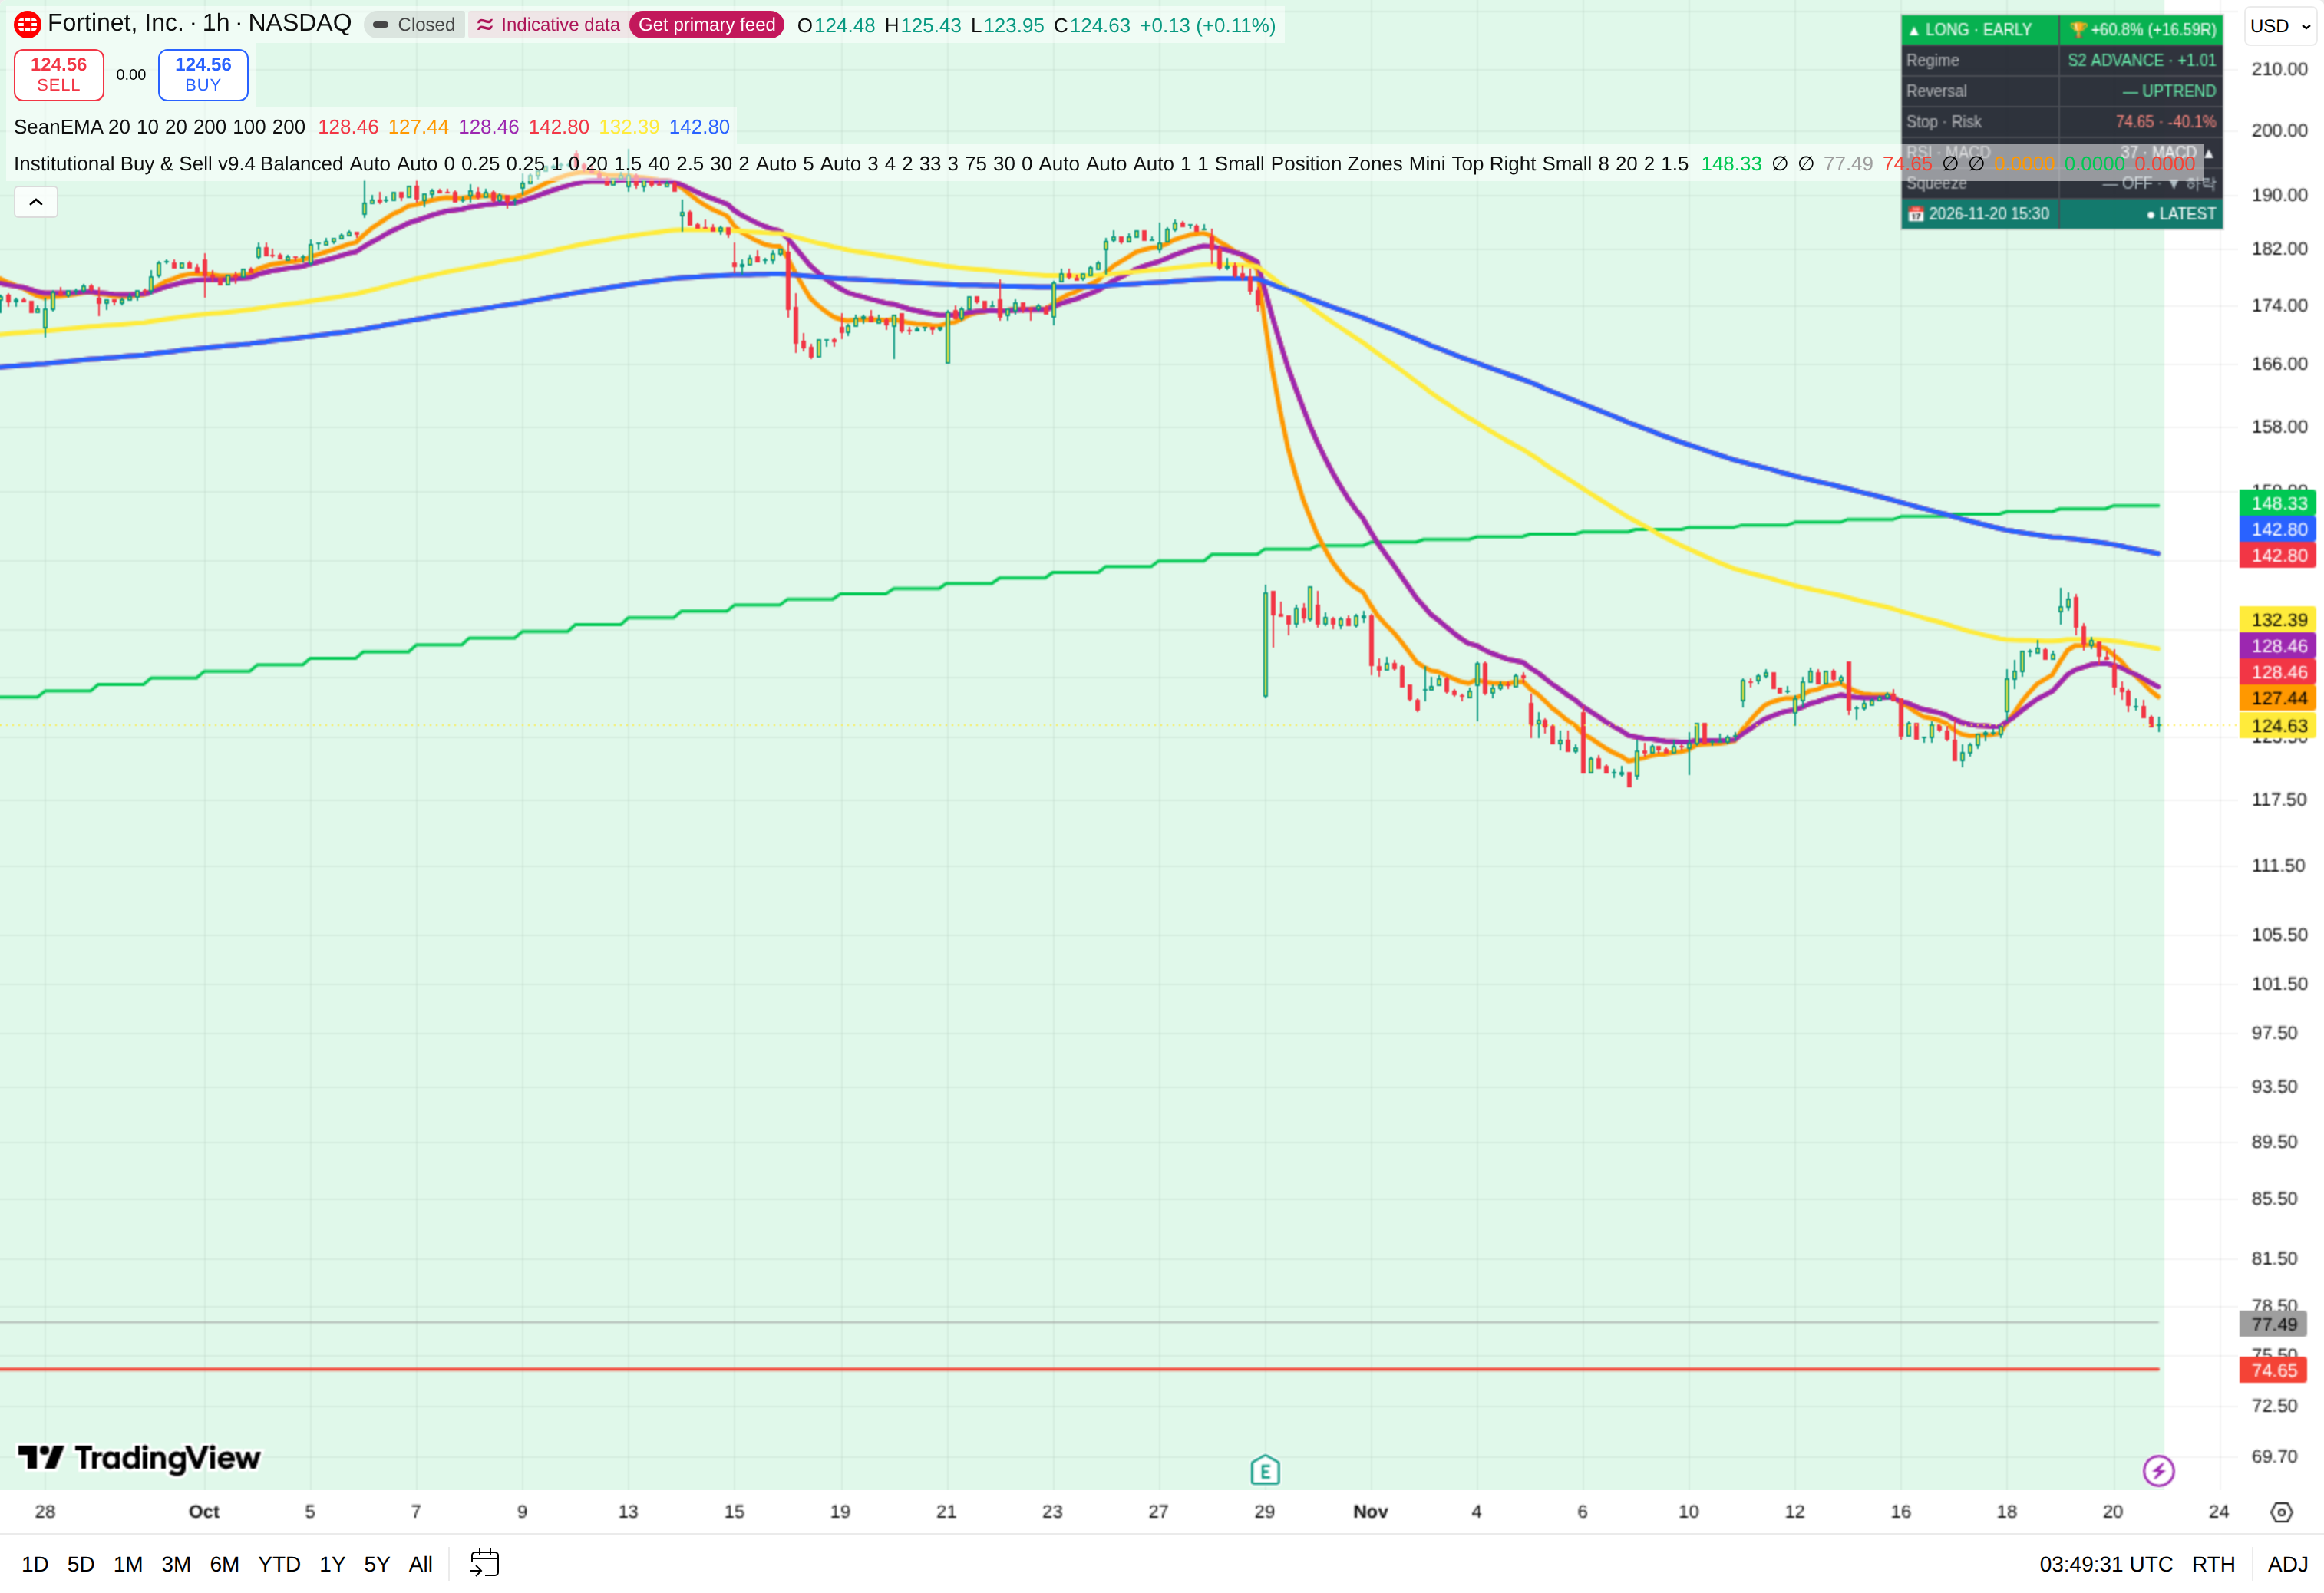 Fortinet, Inc. · 1h · NASDAQ Closed Indicative data Get primary feed O124.48 H125.43 L123.95 C124.63 +0.13 (+0.11%)
124.56 SELL 0.00 124.56 BUY
SeanEMA 20 10 20 200 100 200 128.46 127.44 128.46 142.80 132.39 142.80
Institutional Buy & Sell v9.4 Balanced Auto Auto 0 0.25 0.25 1 0 20 1.5 40 2.5 30 2 Auto 5 Auto 3 4 2 33 3 75 30 0 Auto Auto Auto 1 1 Small Position Zones Mini Top Right Small 8 20 2 1.5 148.33 ∅ ∅ 77.49 74.65 ∅ ∅ 0.0000 0.0000 0.0000
▲ LONG · EARLY 🏆 +60.8% (+16.59R)
Regime S2 ADVANCE · +1.01
Reversal — UPTREND
Stop · Risk 74.65 · -40.1%
RSI · MACD 37 · MACD ▲
Squeeze — OFF · ▼ 하락
📅 2026-11-20 15:30 ● LATEST
USD
210.00
200.00
190.00
182.00
174.00
166.00
158.00
148.33
142.80
142.80
132.39
128.46
128.46
127.44
124.63
117.50
111.50
105.50
101.50
97.50
93.50
89.50
85.50
81.50
78.50
77.49
75.50
74.65
72.50
69.70
TradingView
E
28 Oct 5 7 9 13 15 19 21 23 27 29 Nov 4 6 10 12 16 18 20 24
1D 5D 1M 3M 6M YTD 1Y 5Y All 03:49:31 UTC RTH ADJ